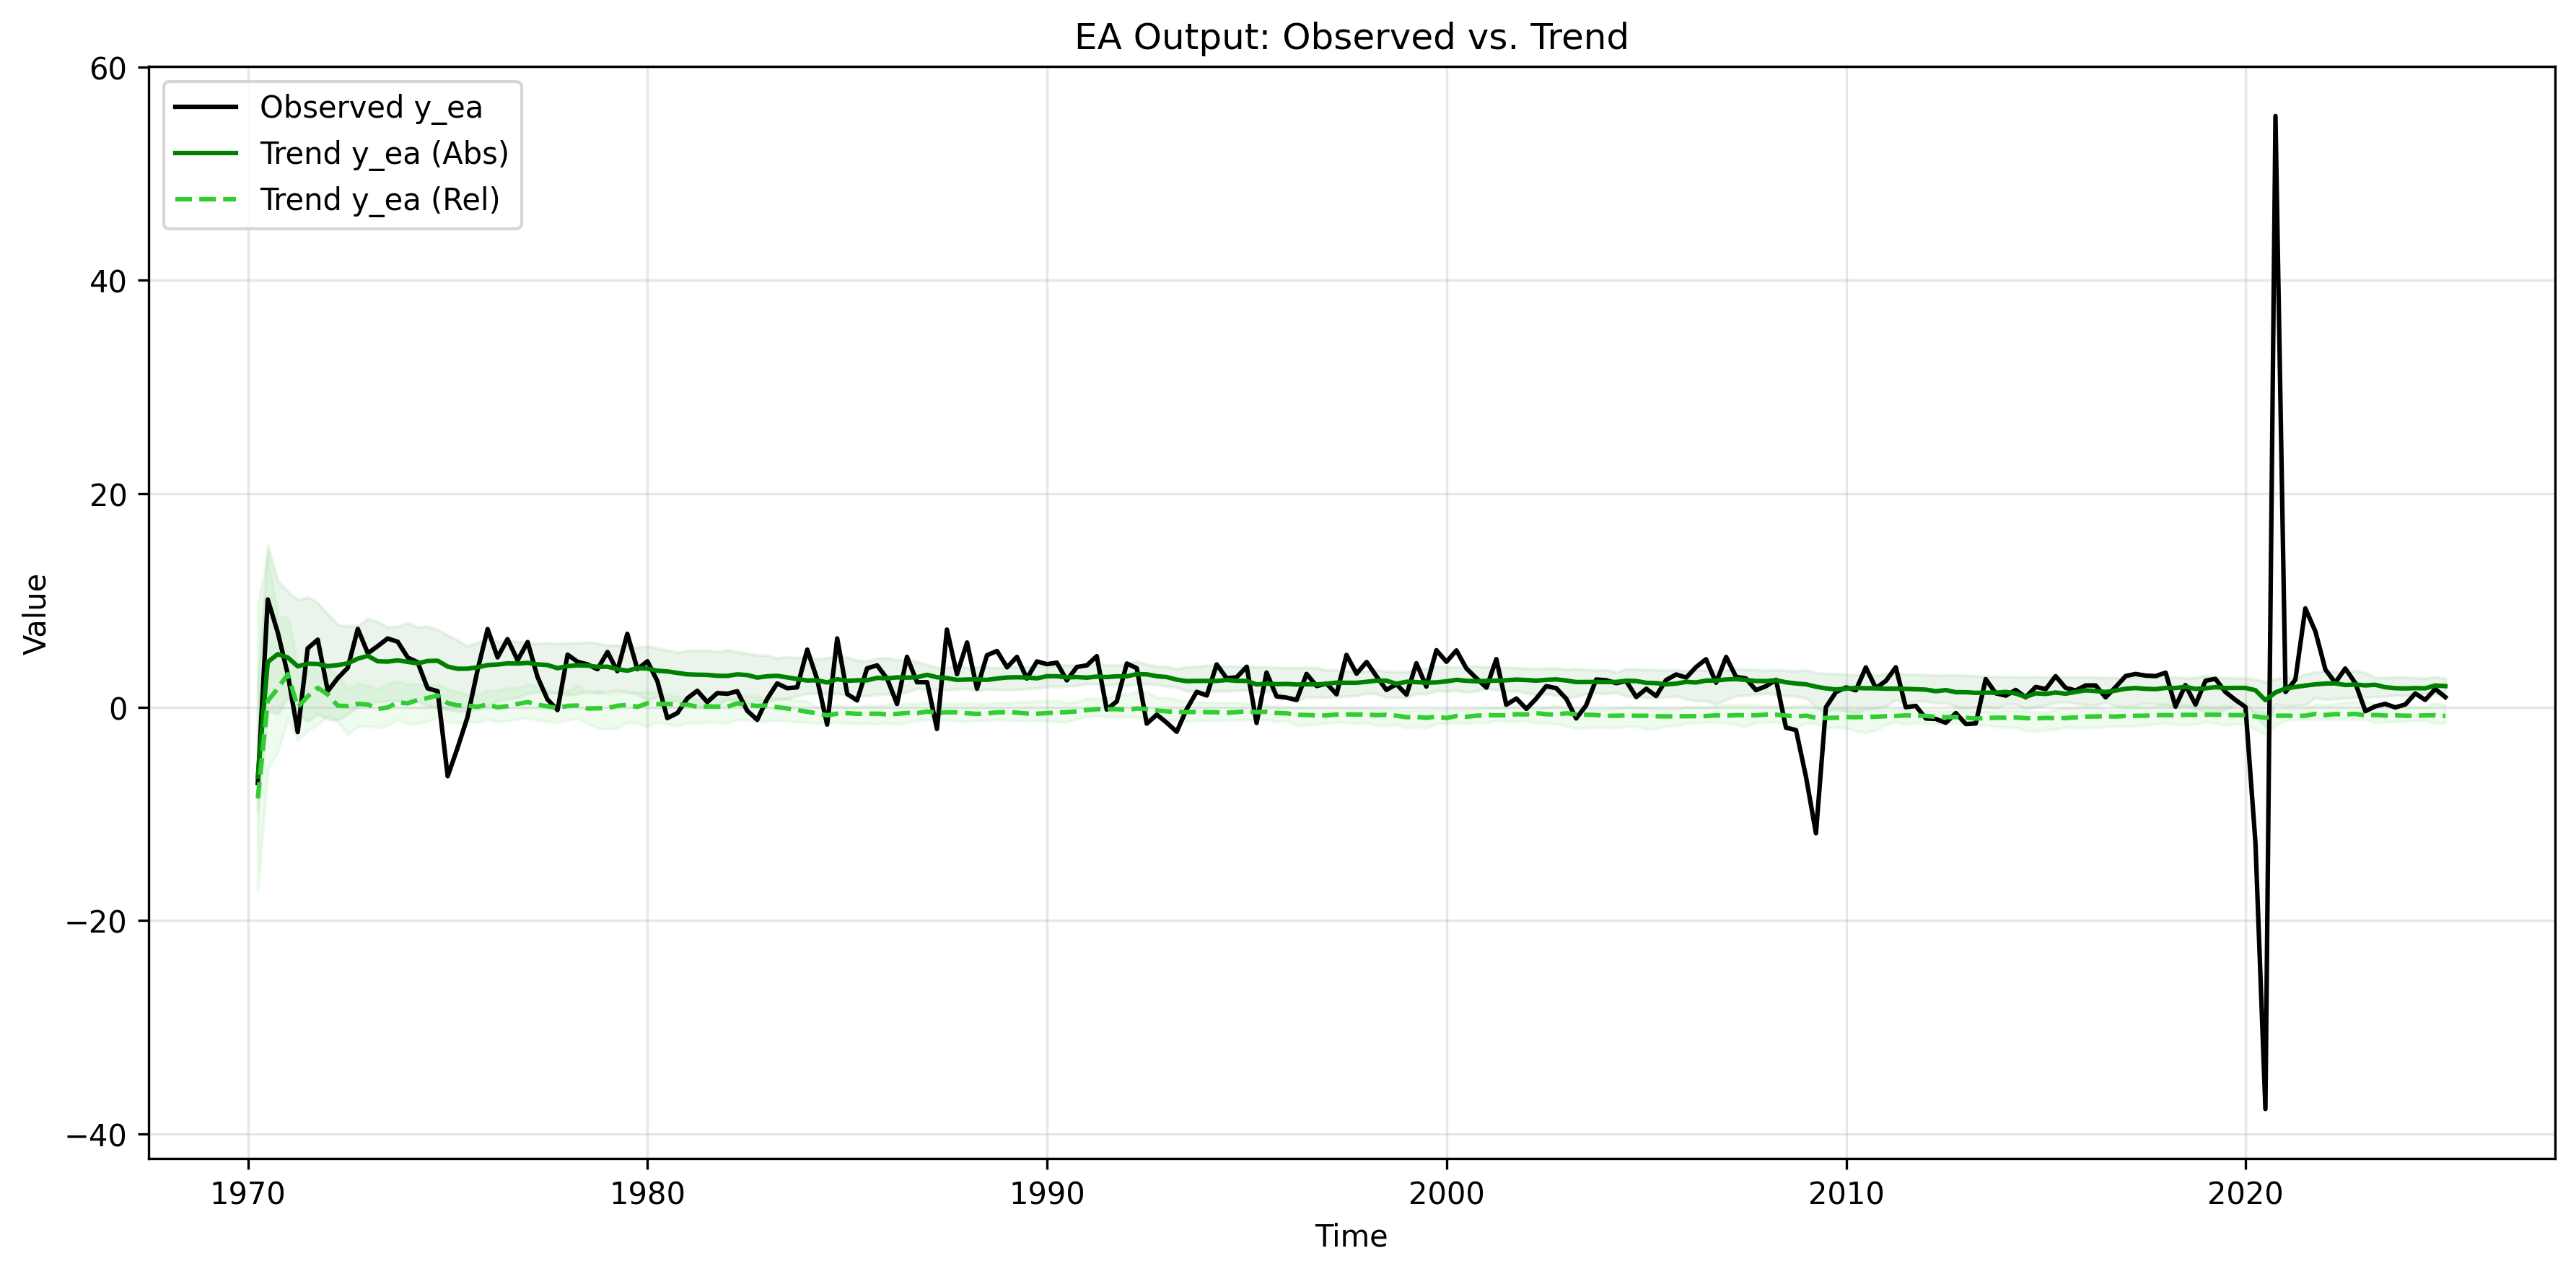 EA Output: Observed vs. Trend
Observed y_ea
Trend y_ea (Abs)
Trend y_ea (Rel)
Value
60
40
20
0
−20
−40
1970 1980 1990 2000 2010 2020
Time